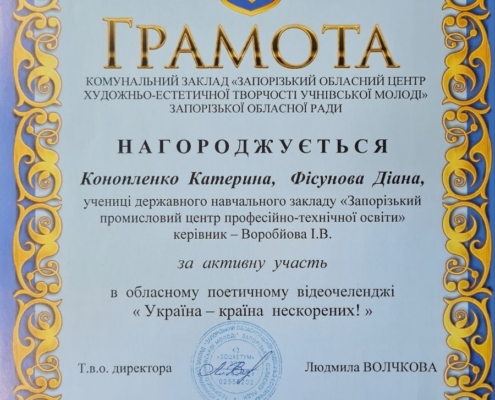 ГРАМОТА
КОМУНАЛЬНИЙ ЗАКЛАД «ЗАПОРІЗЬКИЙ ОБЛАСНИЙ ЦЕНТР
ХУДОЖНЬО-ЕСТЕТИЧНОЇ ТВОРЧОСТІ УЧНІВСЬКОЇ МОЛОДІ»
ЗАПОРІЗЬКОЇ ОБЛАСНОЇ РАДИ
НАГОРОДЖУЄТЬСЯ
Конопленко Катерина, Фісунова Діана,
учениці державного навчального закладу «Запорізький
промисловий центр професійно-технічної освіти»
керівник – Воробйова І.В.
за активну участь
в обласному поетичному відеочеленджі
« Україна – країна нескорених! »
Т.в.о. директора Людмила ВОЛЧКОВА